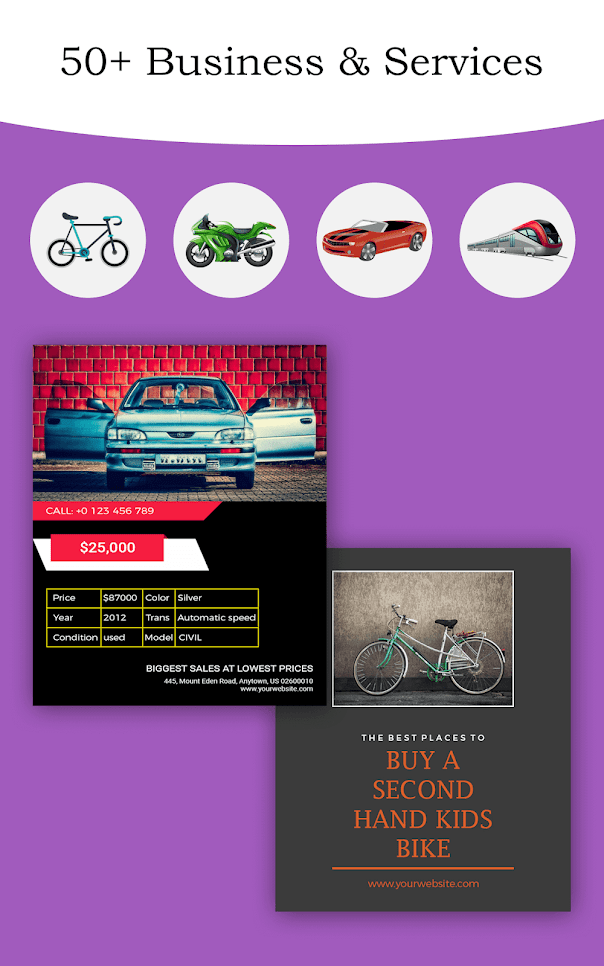 50+ Business & Services
CALL: +0 123 456 789
$25,000
Price $87000 Color Silver
Year 2012 Trans Automatic speed
Condition used Model CIVIL
BIGGEST SALES AT LOWEST PRICES
445, Mount Eden Road, Anytown, US 02600010
www.yourwebsite.com
THE BEST PLACES TO
BUY A
SECOND
HAND KIDS
BIKE
www.yourwebsite.com